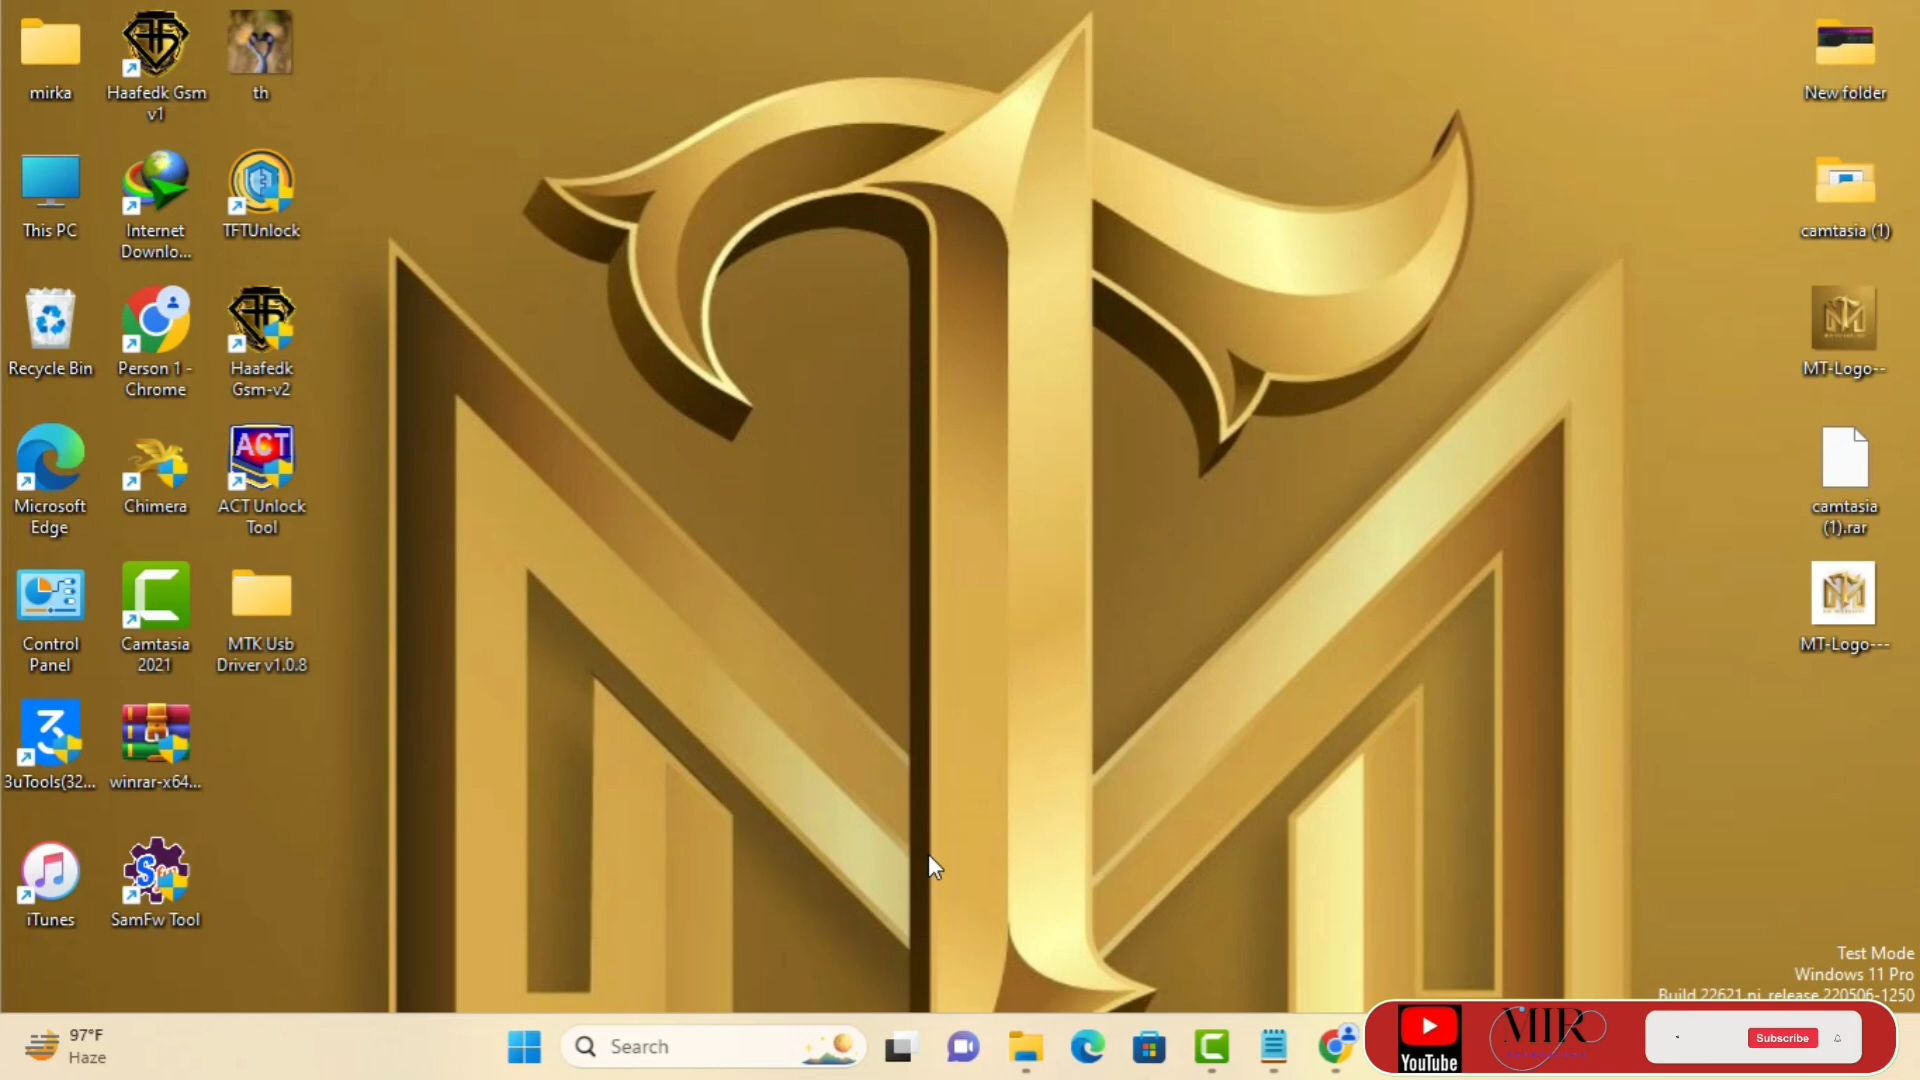 mirka
Haafedk Gsm
v1
th
This PC
Internet
Downlo...
TFTUnlock
Recycle Bin
Person 1 -
Chrome
Haafedk
Gsm-v2
Microsoft
Edge
Chimera
ACT
ACT Unlock
Tool
Control
Panel
Camtasia
2021
MTK Usb
Driver v1.0.8
3uTools(32...
winrar-x64...
iTunes
SamFw Tool
New folder
camtasia (1)
MT-Logo--
camtasia
(1).rar
MT-Logo---
Test Mode
Windows 11 Pro
Build 22621.ni_release.220506-1250
97°F
Haze
Search
YouTube
MIR
Subscribe